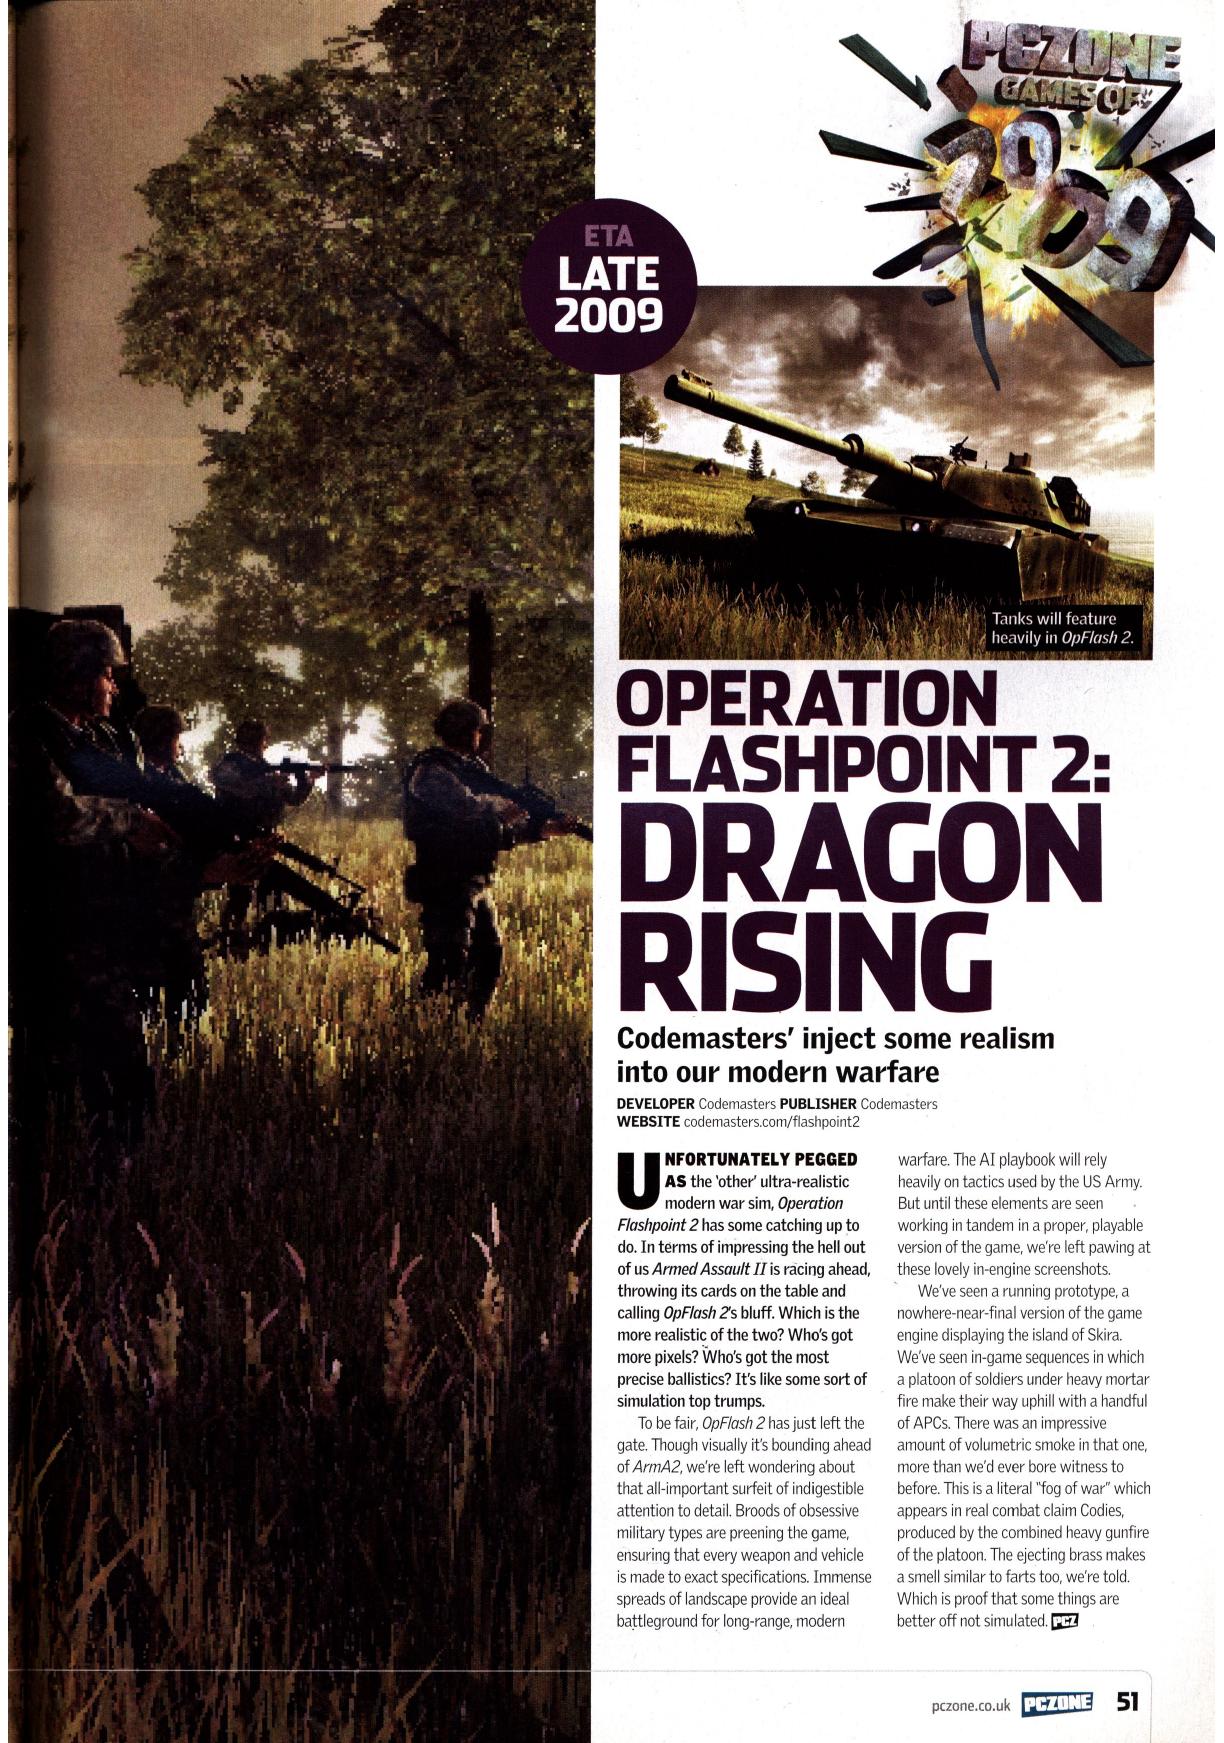 PCZONE
GAMES OF
2009
ETA
LATE
2009
Tanks will feature
heavily in OpFlash 2.
OPERATION
FLASHPOINT 2:
DRAGON
RISING
Codemasters’ inject some realism
into our modern warfare
DEVELOPER Codemasters PUBLISHER Codemasters
WEBSITE codemasters.com/flashpoint2
UNFORTUNATELY PEGGED
AS the ‘other’ ultra-realistic
modern war sim, Operation
Flashpoint 2 has some catching up to
do. In terms of impressing the hell out
of us Armed Assault II is racing ahead,
throwing its cards on the table and
calling OpFlash 2’s bluff. Which is the
more realistic of the two? Who’s got
more pixels? Who’s got the most
precise ballistics? It’s like some sort of
simulation top trumps.
To be fair, OpFlash 2 has just left the
gate. Though visually it’s bounding ahead
of ArmA2, we’re left wondering about
that all-important surfeit of indigestible
attention to detail. Broods of obsessive
military types are preening the game,
ensuring that every weapon and vehicle
is made to exact specifications. Immense
spreads of landscape provide an ideal
battleground for long-range, modern
warfare. The AI playbook will rely
heavily on tactics used by the US Army.
But until these elements are seen
working in tandem in a proper, playable
version of the game, we’re left pawing at
these lovely in-engine screenshots.
We’ve seen a running prototype, a
nowhere-near-final version of the game
engine displaying the island of Skira.
We’ve seen in-game sequences in which
a platoon of soldiers under heavy mortar
fire make their way uphill with a handful
of APCs. There was an impressive
amount of volumetric smoke in that one,
more than we’d ever bore witness to
before. This is a literal “fog of war” which
appears in real combat claim Codies,
produced by the combined heavy gunfire
of the platoon. The ejecting brass makes
a smell similar to farts too, we’re told.
Which is proof that some things are
better off not simulated. PCZ
pczone.co.uk PCZONE 51